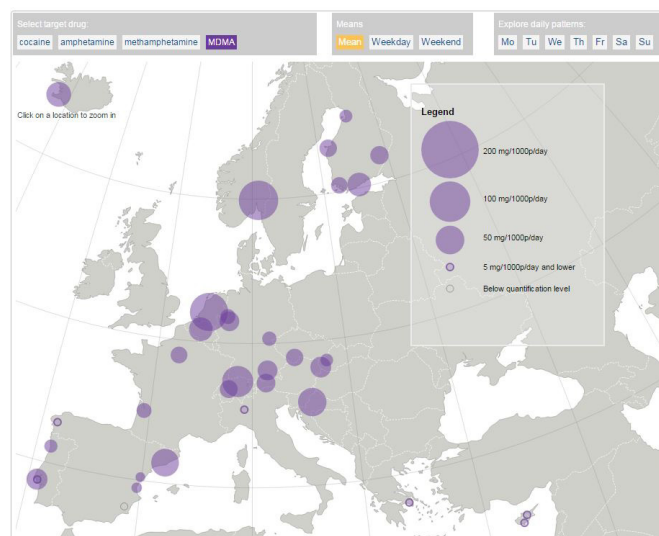 Select target drug:
cocaine amphetamine methamphetamine MDMA
Means
Mean Weekday Weekend
Explore daily patterns:
Mo Tu We Th Fr Sa Su
Click on a location to zoom in
Legend
200 mg/1000p/day
100 mg/1000p/day
50 mg/1000p/day
5 mg/1000p/day and lower
Below quantification level